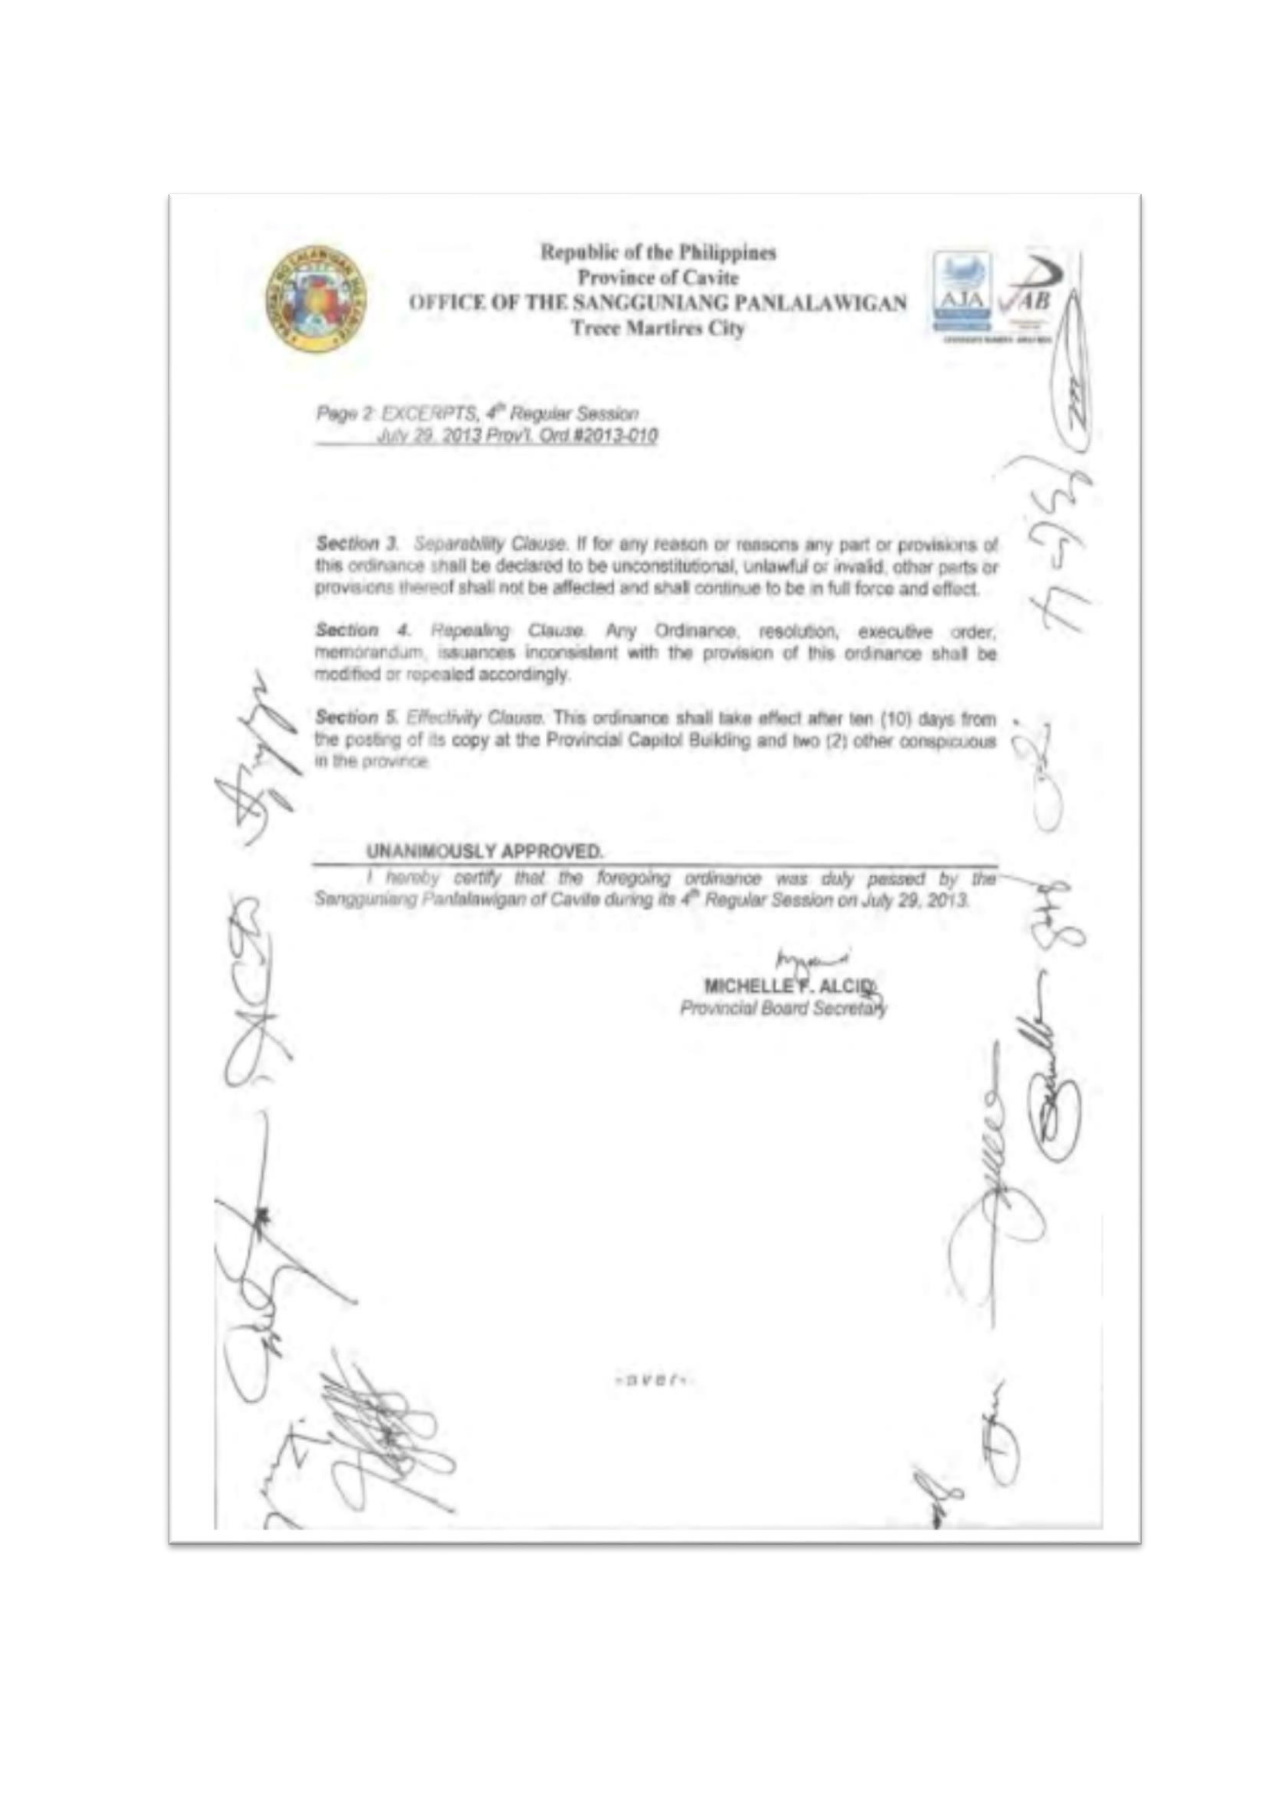 Republic of the Philippines
Province of Cavite
OFFICE OF THE SANGGUNIANG PANLALAWIGAN
Trece Martires City
AJA
AB
Page 2: EXCERPTS, 4th Regular Session
July 29, 2013 Prov'l. Ord.#2013-010
Section 3. Separability Clause. If for any reason or reasons any part or provisions of
this ordinance shall be declared to be unconstitutional, unlawful or invalid, other parts or
provisions thereof shall not be affected and shall continue to be in full force and effect.
Section 4. Repealing Clause. Any Ordinance, resolution, executive order,
memorandum, issuances inconsistent with the provision of this ordinance shall be
modified or repealed accordingly.
Section 5. Effectivity Clause. This ordinance shall take effect after ten (10) days from
the posting of its copy at the Provincial Capitol Building and two (2) other conspicuous
in the province
UNANIMOUSLY APPROVED.
I hereby certify that the foregoing ordinance was duly passed by the
Sangguniang Panlalawigan of Cavite during its 4th Regular Session on July 29, 2013.
MICHELLE F. ALCID
Provincial Board Secretary
-over-